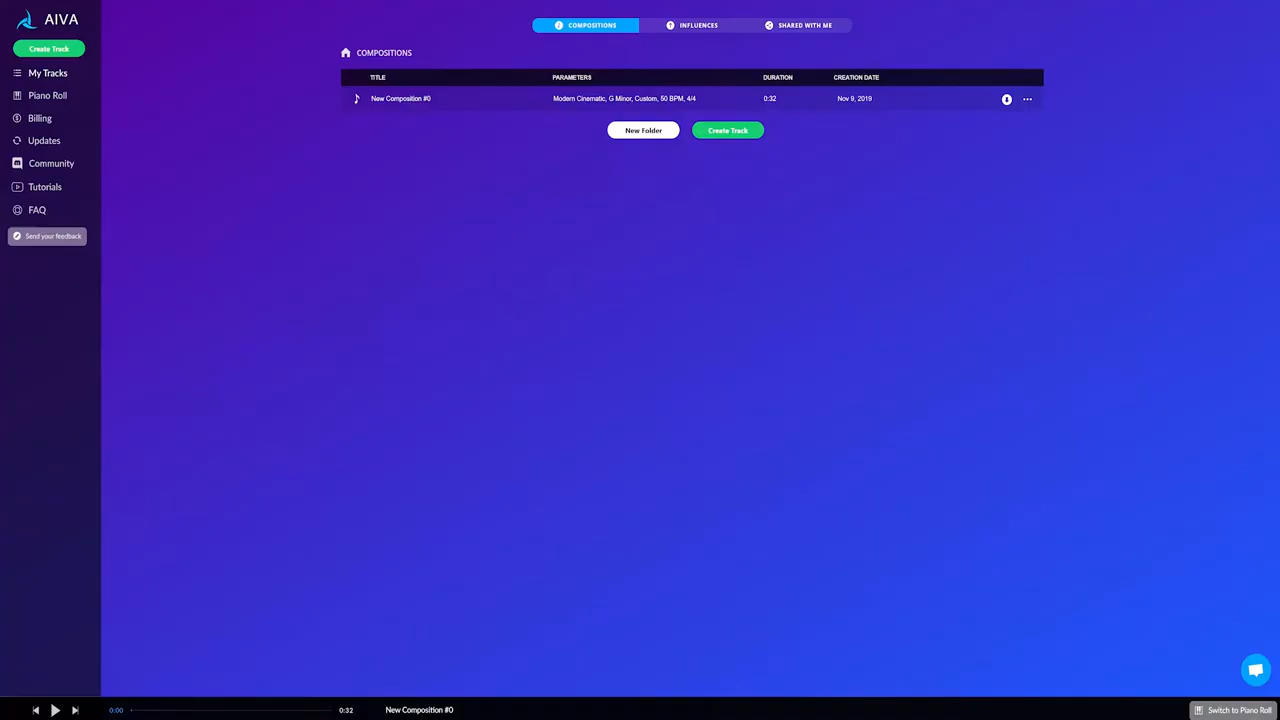 AIVA
Create Track
My Tracks
Piano Roll
Billing
Updates
Community
Tutorials
FAQ
Send your feedback
COMPOSITIONS
INFLUENCES
SHARED WITH ME
COMPOSITIONS
TITLE PARAMETERS DURATION CREATION DATE
New Composition #0 Modern Cinematic, G Minor, Custom, 50 BPM, 4/4 0:32 Nov 9, 2019
New Folder Create Track
0:00 0:32 New Composition #0 Switch to Piano Roll